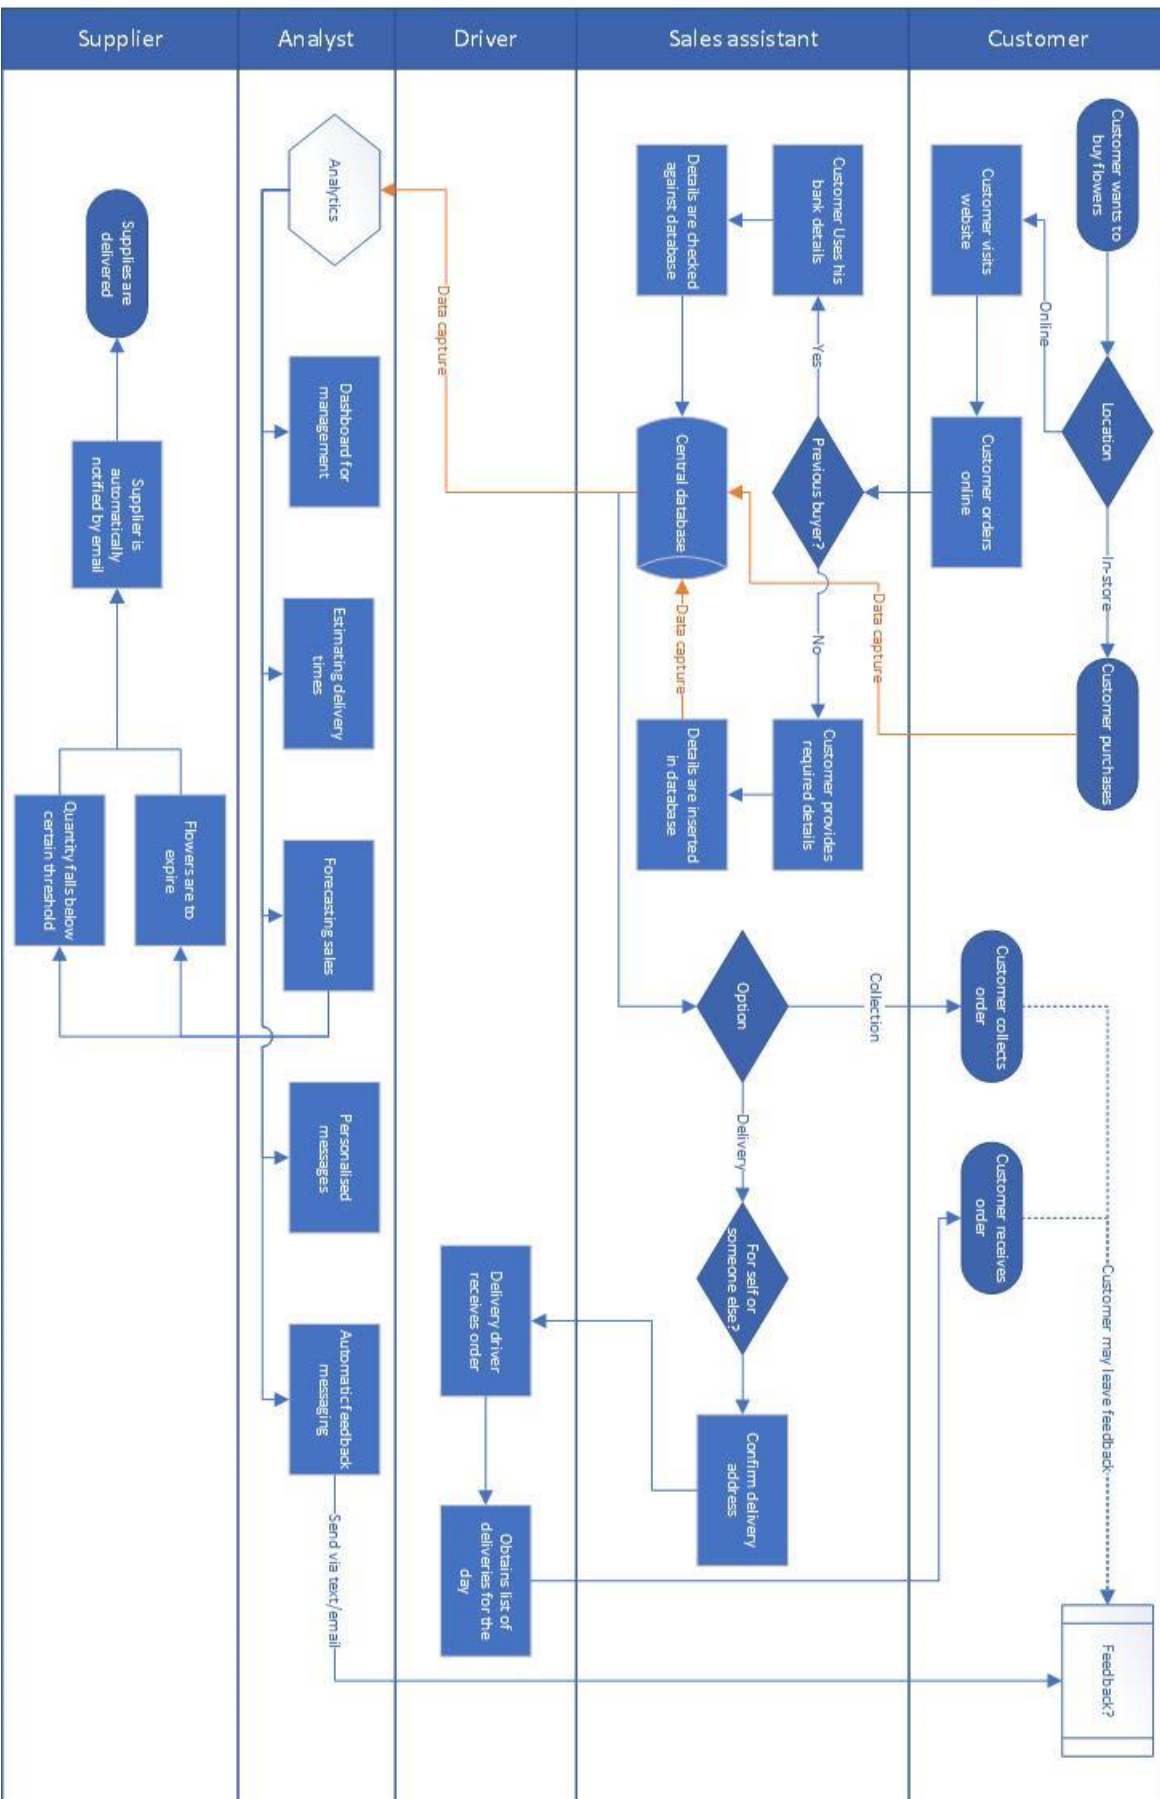 Supplier
Analyst
Driver
Sales assistant
Customer
Customer wants to
buy flowers
Location
Online
In-store
Customer visits
website
Customer orders
online
Customer purchases
Data capture
Previous buyer?
Yes
No
Customer Uses his
bank details
Details are checked
against database
Central database
Data capture
Customer provides
required details
Details are inserted
in database
Option
Collection
Delivery
Customer collects
order
Customer receives
order
Customer may leave feedback
Feedback?
For self or
someone else?
Confirm delivery
address
Delivery driver
receives order
Obtains list of
deliveries for the
day
Data capture
Analytics
Dashboard for
management
Estimating delivery
times
Forecasting sales
Personalised
messages
Automatic feedback
messaging
Send via text/email
Flowers are to
expire
Quantity falls below
certain threshold
Supplier is
automatically
notified by email
Supplies are
delivered